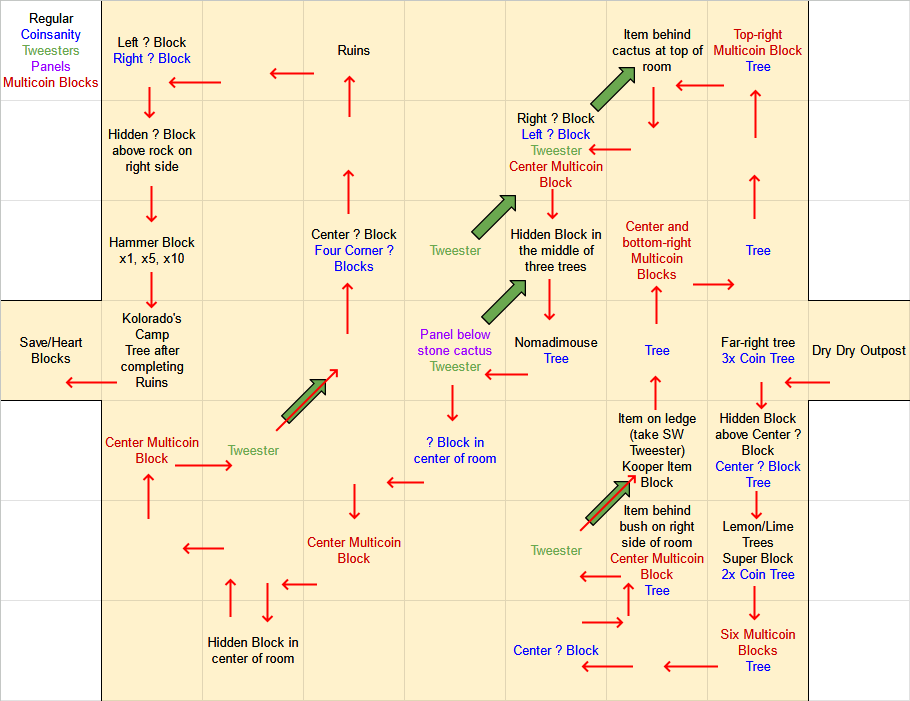 Regular
Coinsanity
Tweesters
Panels
Multicoin Blocks
Left ? Block
Right ? Block
Ruins
Item behind
cactus at top of
room
Top-right
Multicoin Block
Tree
Hidden ? Block
above rock on
right side
Right ? Block
Left ? Block
Tweester
Center Multicoin
Block
Hammer Block
x1, x5, x10
Center ? Block
Four Corner ?
Blocks
Tweester
Hidden Block in
the middle of
three trees
Center and
bottom-right
Multicoin
Blocks
Tree
Save/Heart
Blocks
Kolorado's
Camp
Tree after
completing
Ruins
Panel below
stone cactus
Tweester
Nomadimouse
Tree
Tree
Far-right tree
3x Coin Tree
Dry Dry Outpost
Center Multicoin
Block
Tweester
? Block in
center of room
Item on ledge
(take SW
Tweester)
Kooper Item
Block
Hidden Block
above Center ?
Block
Center ? Block
Tree
Center Multicoin
Block
Tweester
Item behind
bush on right
side of room
Center Multicoin
Block
Tree
Lemon/Lime
Trees
Super Block
2x Coin Tree
Hidden Block in
center of room
Center ? Block
Six Multicoin
Blocks
Tree